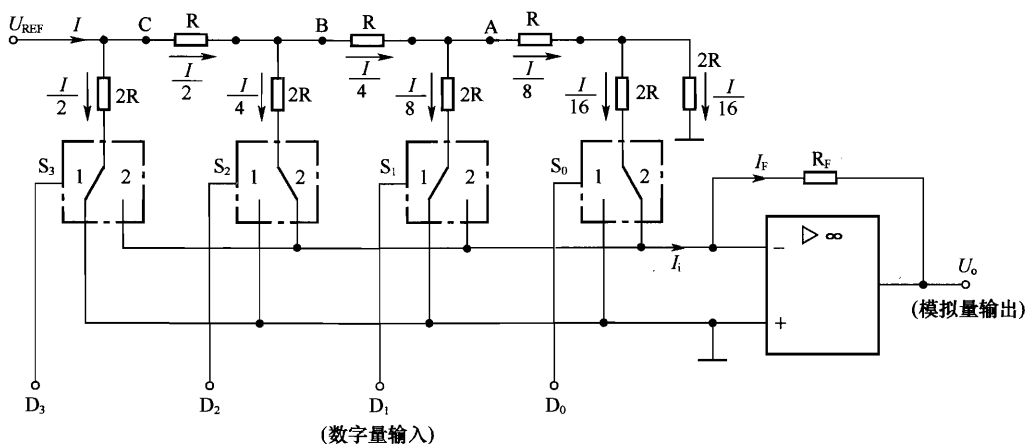 U_REF I C R B R A R
I/2 I/4 I/8 2R
I/2 2R I/4 2R I/8 2R I/16 2R I/16
S₃ 1 2 S₂ 1 2 S₁ 1 2 S₀ 1 2
I_F R_F
▷ ∞
I_i − U_o
(模拟量输出)
+
D₃ D₂ D₁ D₀
(数字量输入)